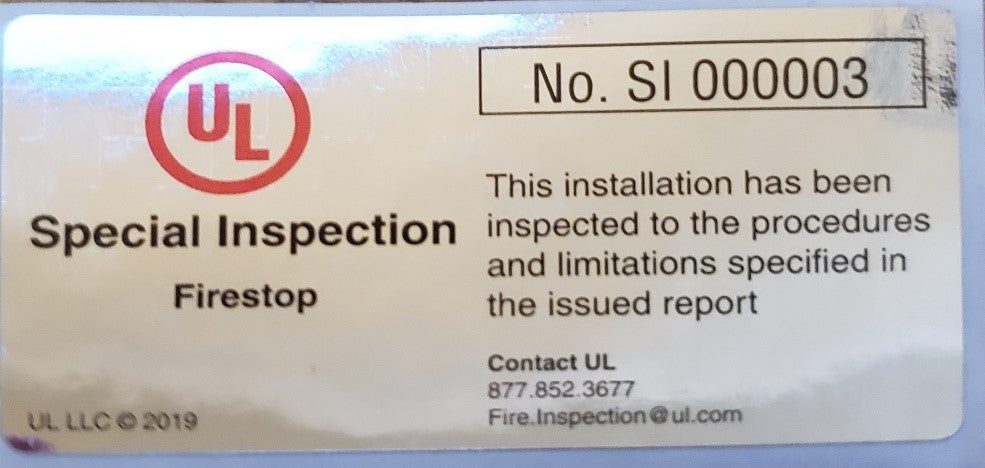 UL
Special Inspection
Firestop
UL LLC © 2019
No. SI 000003
This installation has been
inspected to the procedures
and limitations specified in
the issued report
Contact UL
877.852.3677
Fire.Inspection@ul.com